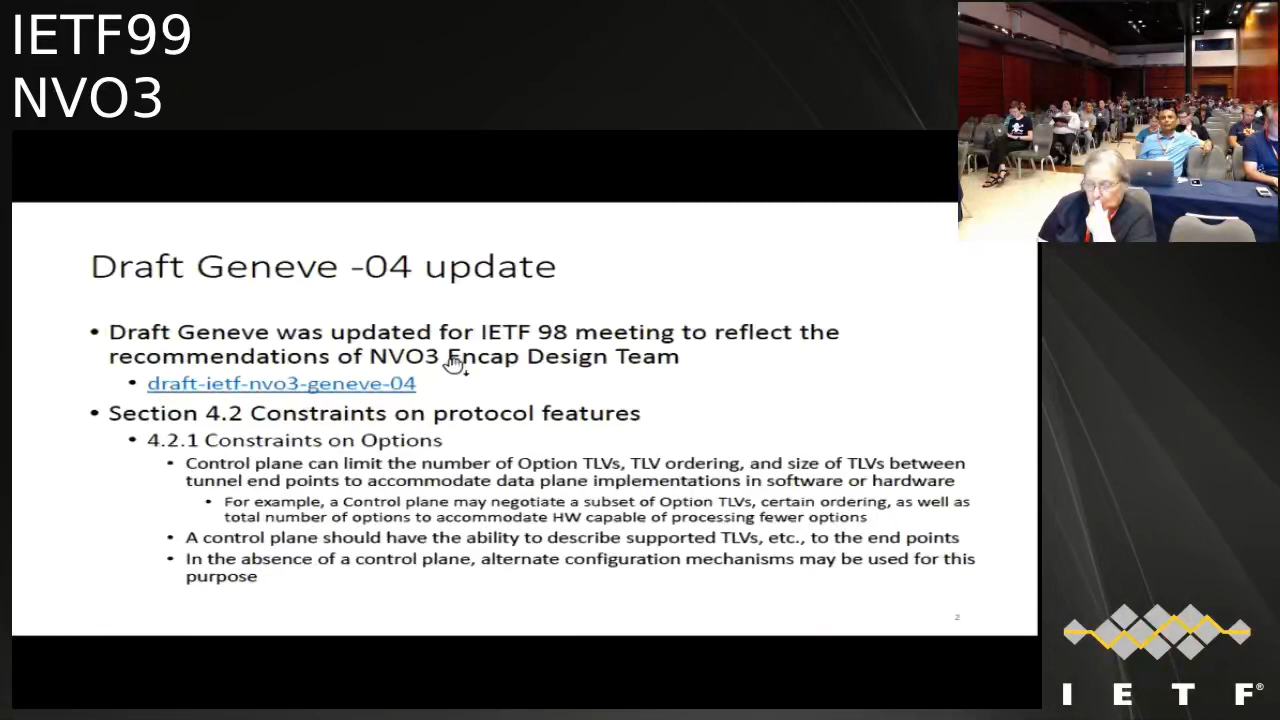 IETF99
NVO3
Draft Geneve -04 update
• Draft Geneve was updated for IETF 98 meeting to reflect the
recommendations of NVO3 Encap Design Team
• draft-ietf-nvo3-geneve-04
• Section 4.2 Constraints on protocol features
• 4.2.1 Constraints on Options
• Control plane can limit the number of Option TLVs, TLV ordering, and size of TLVs between
tunnel end points to accommodate data plane implementations in software or hardware
• For example, a Control plane may negotiate a subset of Option TLVs, certain ordering, as well as
total number of options to accommodate HW capable of processing fewer options
• A control plane should have the ability to describe supported TLVs, etc., to the end points
• In the absence of a control plane, alternate configuration mechanisms may be used for this
purpose
2
I E T F®